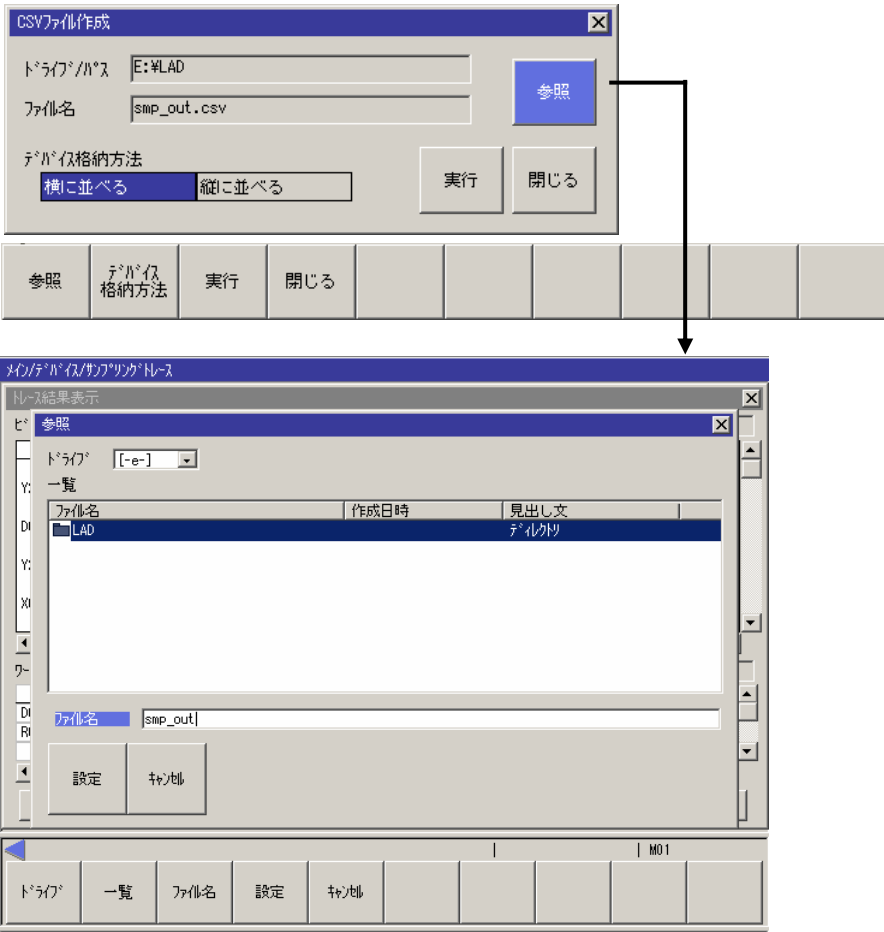 CSVﾌｧｲﾙ作成
ﾄﾞﾗｲﾌﾞ/ﾊﾟｽ E:¥LAD
参照
ﾌｧｲﾙ名 smp_out.csv
ﾃﾞﾊﾞｲｽ格納方法
横に並べる 縦に並べる
実行 閉じる
参照 ﾃﾞﾊﾞｲｽ格納方法 実行 閉じる
ﾒｲﾝ/ﾃﾞﾊﾞｲｽ/ｻﾝﾌﾟﾘﾝｸﾞﾄﾚｰｽ
ﾄﾚｰｽ結果表示
ﾋﾞ 参照
ﾄﾞﾗｲﾌﾞ [-e-]
一覧
ﾌｧｲﾙ名 作成日時 見出し文
LAD ﾃﾞｨﾚｸﾄﾘ
ﾜｰ
ﾌｧｲﾙ名 smp_out
設定 ｷｬﾝｾﾙ
M01
ﾄﾞﾗｲﾌﾞ 一覧 ﾌｧｲﾙ名 設定 ｷｬﾝｾﾙ